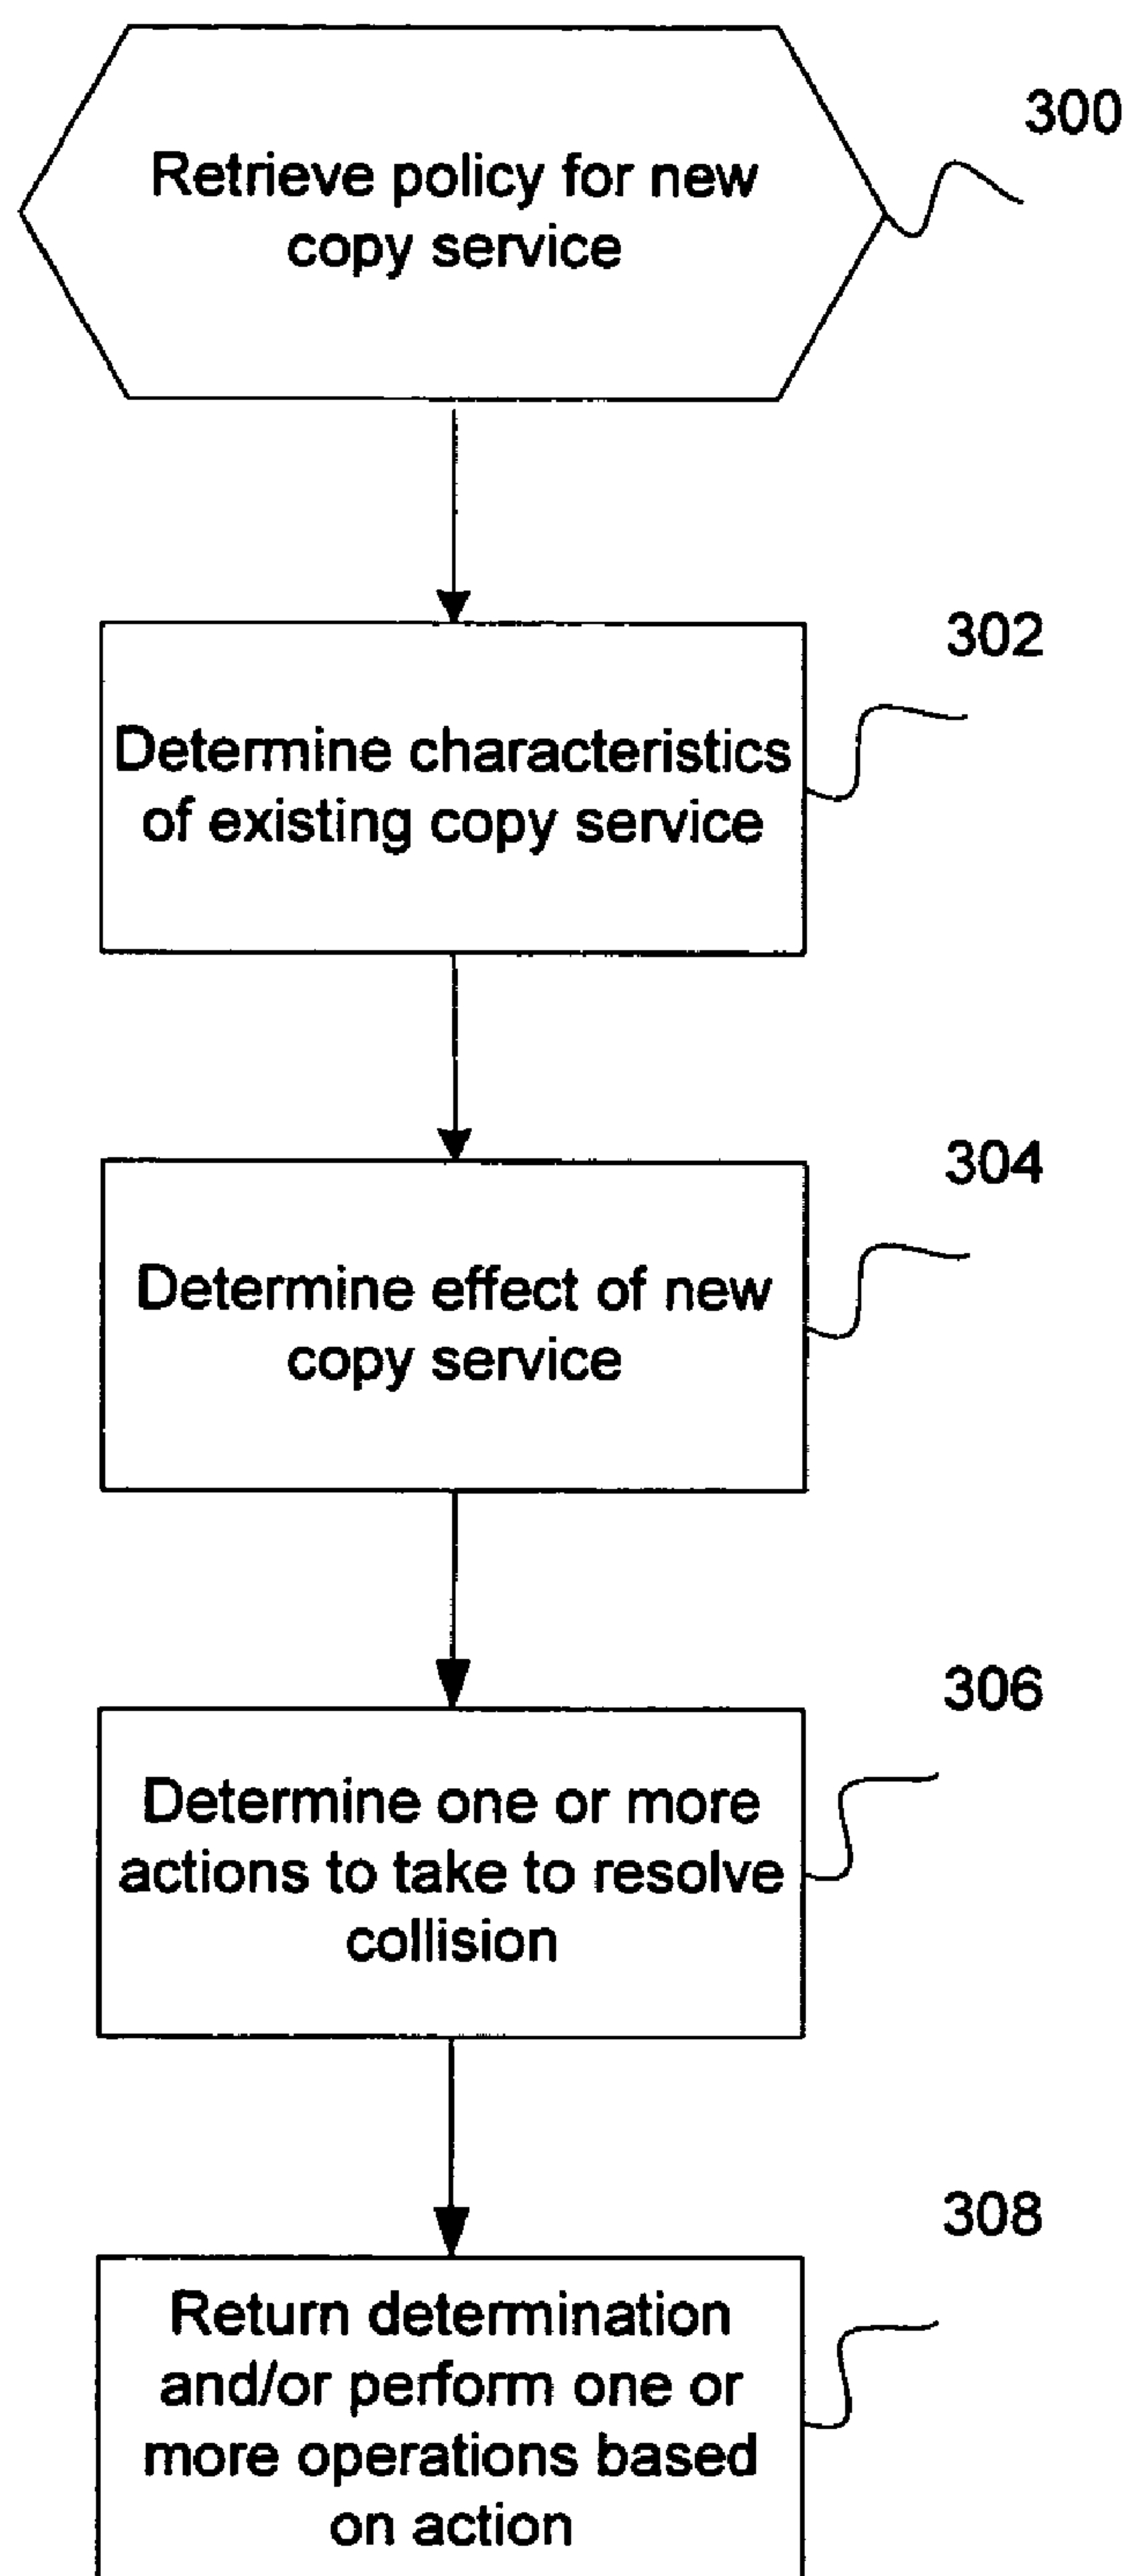 300
Retrieve policy for new
copy service
302
Determine characteristics
of existing copy service
304
Determine effect of new
copy service
306
Determine one or more
actions to take to resolve
collision
308
Return determination
and/or perform one or
more operations based
on action